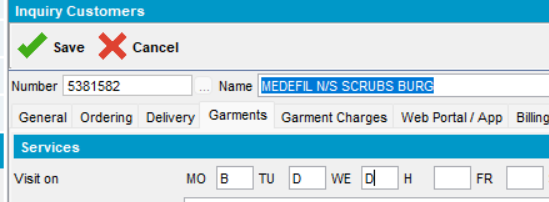 Inquiry Customers
Save Cancel
Number 5381582 ... Name MEDEFIL N/S SCRUBS BURG
General Ordering Delivery Garments Garment Charges Web Portal / App Billing
Services
Visit on MO B TU D WE D H FR